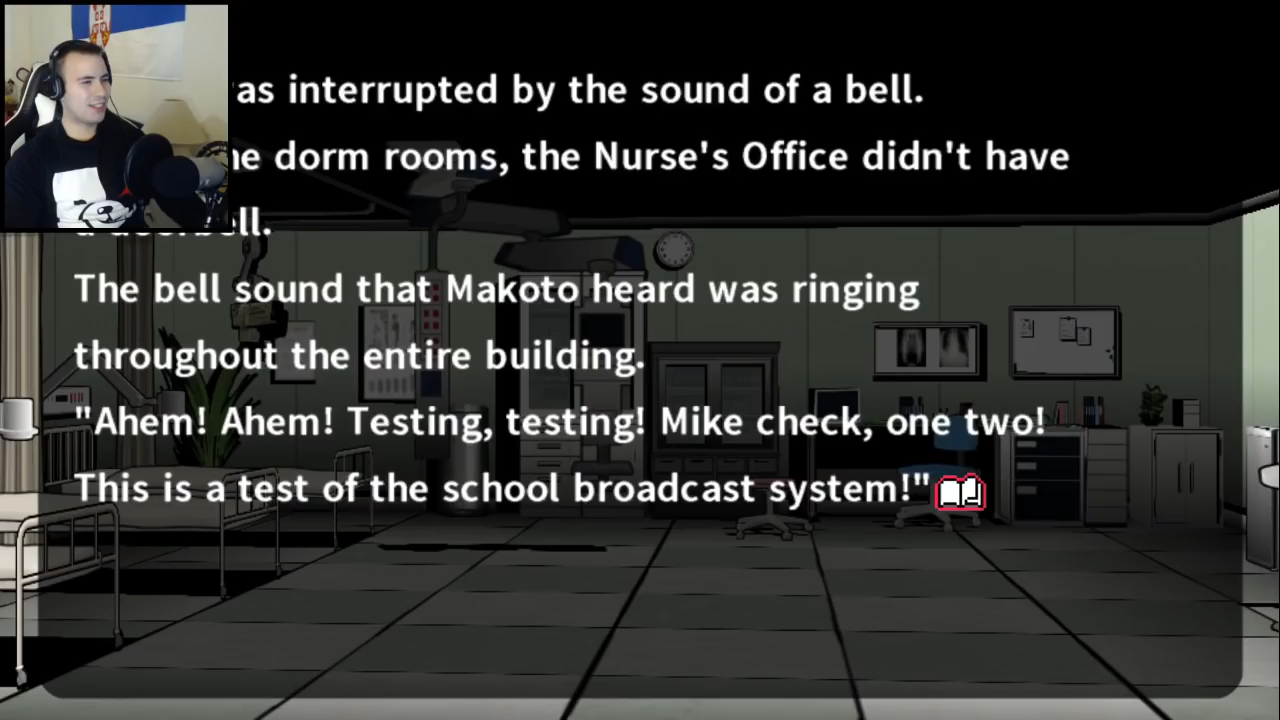 as interrupted by the sound of a bell.
he dorm rooms, the Nurse's Office didn't have
The bell sound that Makoto heard was ringing
throughout the entire building.
"Ahem! Ahem! Testing, testing! Mike check, one two!
This is a test of the school broadcast system!"